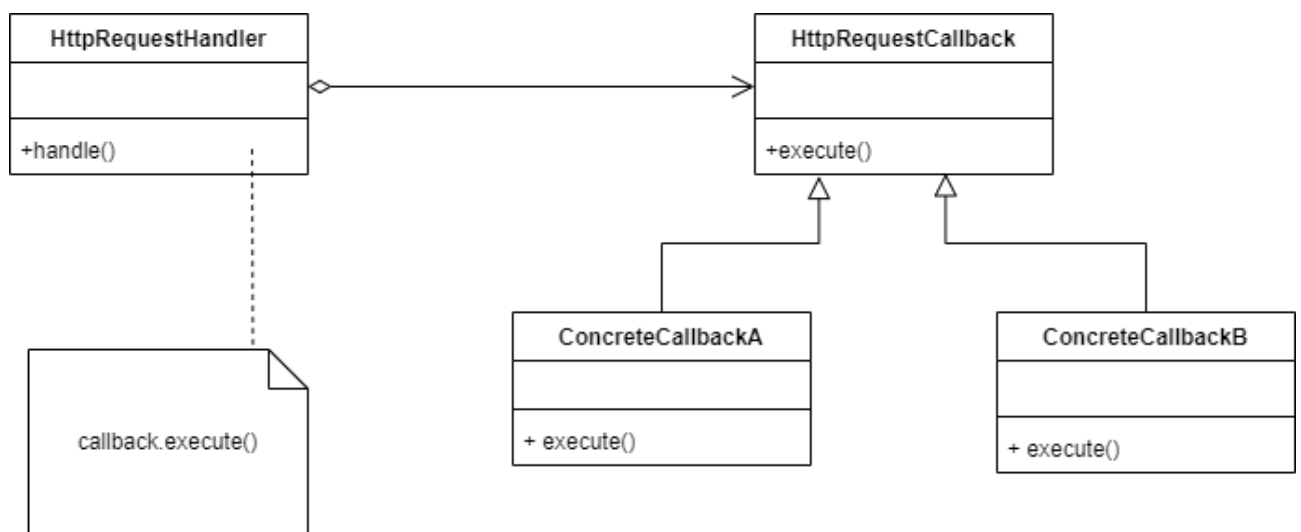 HttpRequestHandler
HttpRequestCallback
+handle()
+execute()
ConcreteCallbackA
ConcreteCallbackB
callback.execute()
+ execute()
+ execute()